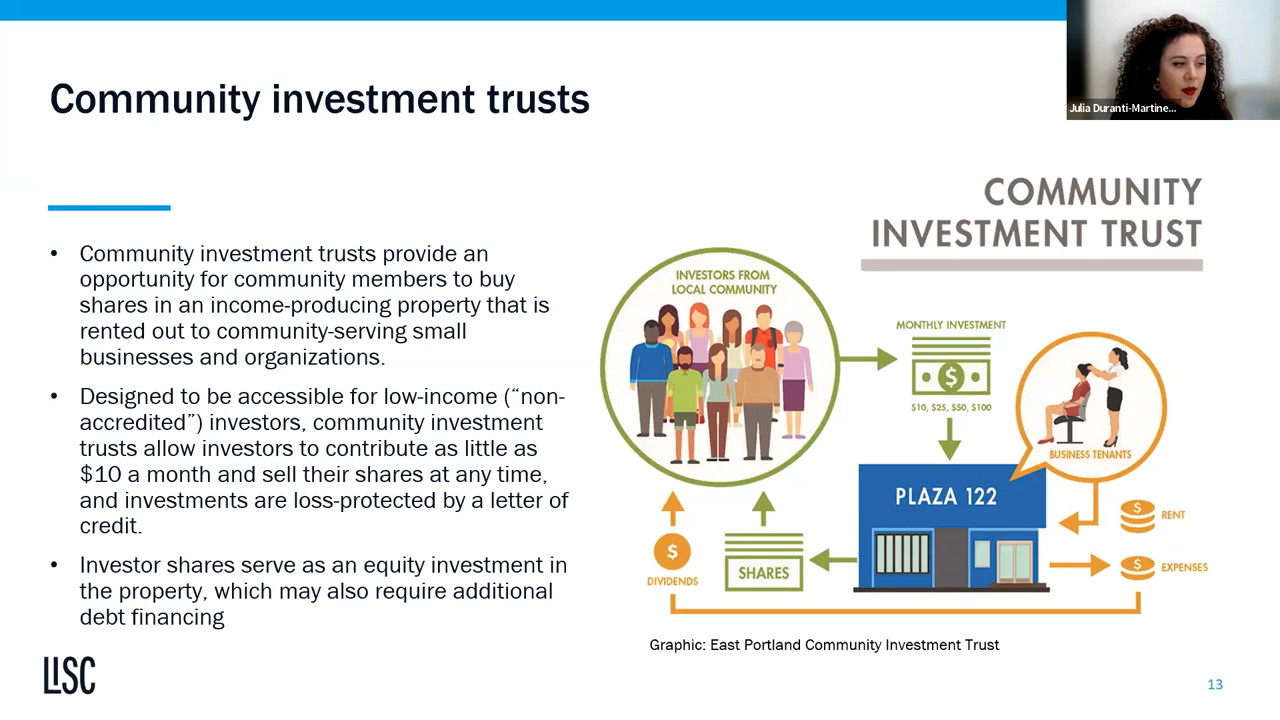 Community investment trusts
Julia Duranti-Martine...
• Community investment trusts provide an
opportunity for community members to buy
shares in an income-producing property that is
rented out to community-serving small
businesses and organizations.
• Designed to be accessible for low-income (“non-
accredited”) investors, community investment
trusts allow investors to contribute as little as
$10 a month and sell their shares at any time,
and investments are loss-protected by a letter of
credit.
• Investor shares serve as an equity investment in
the property, which may also require additional
debt financing
COMMUNITY
INVESTMENT TRUST
INVESTORS FROM
LOCAL COMMUNITY
MONTHLY INVESTMENT
$
$10, $25, $50, $100
BUSINESS TENANTS
PLAZA 122
$
RENT
$
DIVIDENDS
SHARES
$
EXPENSES
Graphic: East Portland Community Investment Trust
LISC
13